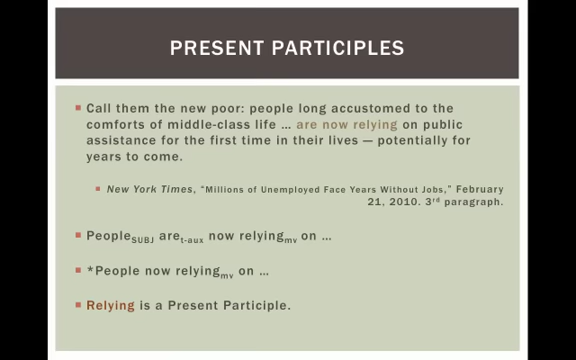 PRESENT PARTICIPLES
Call them the new poor: people long accustomed to the
comforts of middle-class life … are now relying on public
assistance for the first time in their lives — potentially for
years to come.
New York Times, “Millions of Unemployed Face Years Without Jobs,” February
21, 2010. 3rd paragraph.
PeopleSUBJ aret-aux now relyingmv on …
*People now relyingmv on …
Relying is a Present Participle.